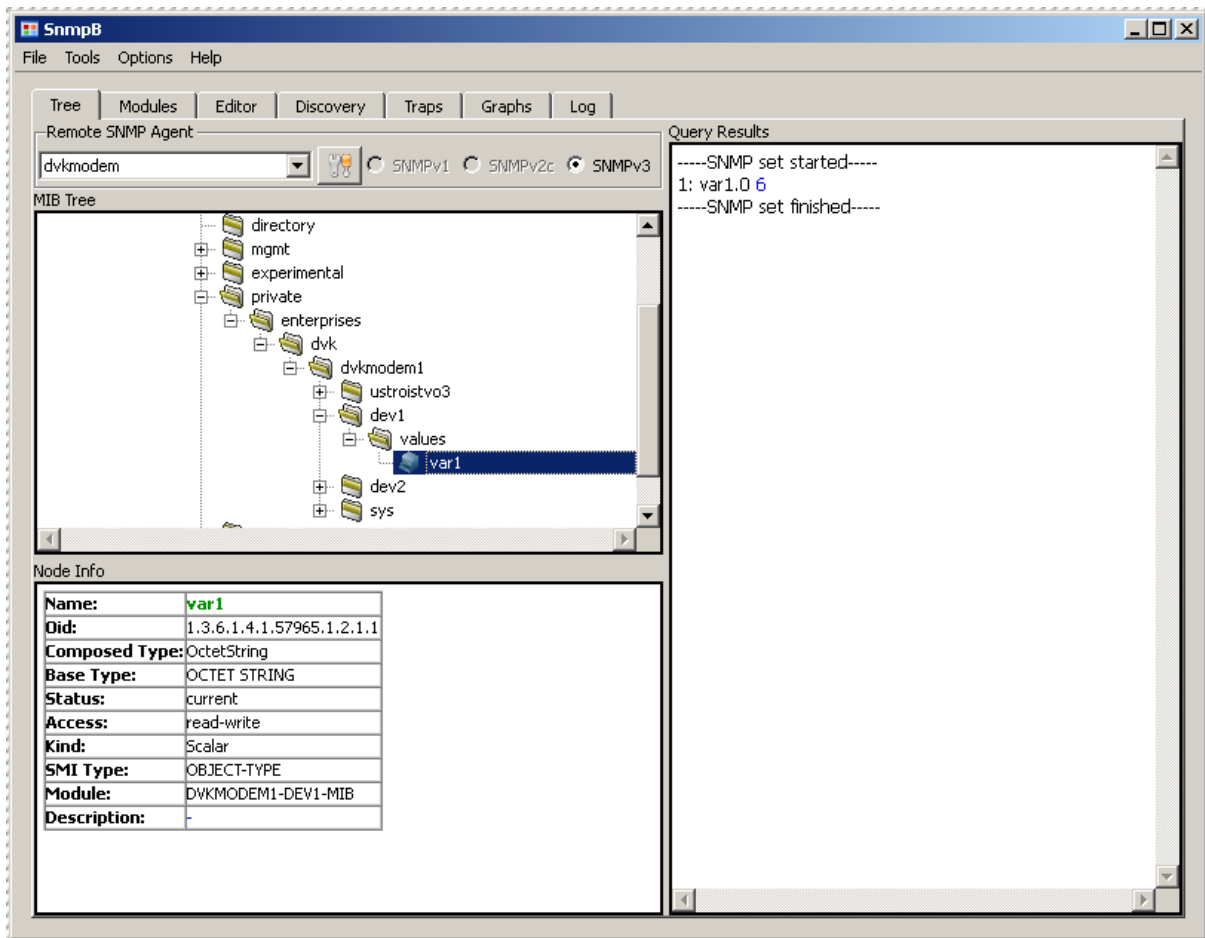 SnmpB
File Tools Options Help
Tree Modules Editor Discovery Traps Graphs Log
Remote SNMP Agent
dvkmodem SNMPv1 SNMPv2c SNMPv3
MIB Tree
directory
mgmt
experimental
private
enterprises
dvk
dvkmodem1
ustroistvo3
dev1
values
var1
dev2
sys
Node Info
Name: var1
Oid: 1.3.6.1.4.1.57965.1.2.1.1
Composed Type: OctetString
Base Type: OCTET STRING
Status: current
Access: read-write
Kind: Scalar
SMI Type: OBJECT-TYPE
Module: DVKMODEM1-DEV1-MIB
Description: -
Query Results
-----SNMP set started-----
1: var1.0 6
-----SNMP set finished-----